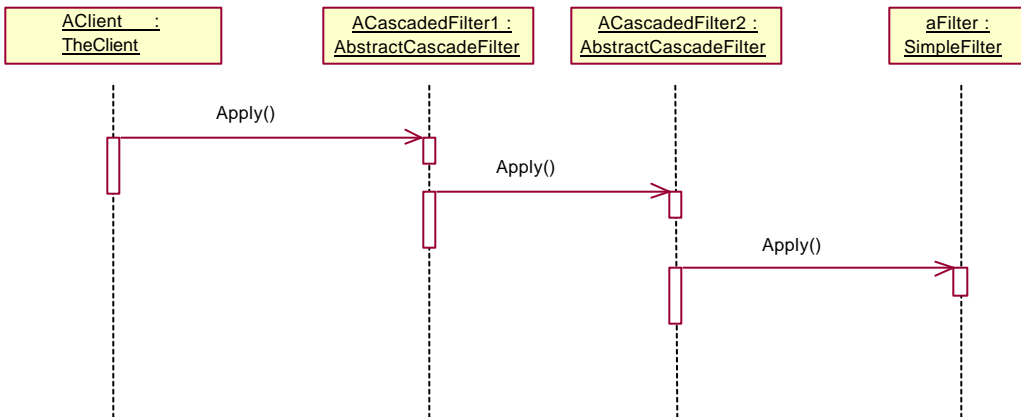 AClient :
TheClient
ACascadedFilter1 :
AbstractCascadeFilter
ACascadedFilter2 :
AbstractCascadeFilter
aFilter :
SimpleFilter
Apply()
Apply()
Apply()